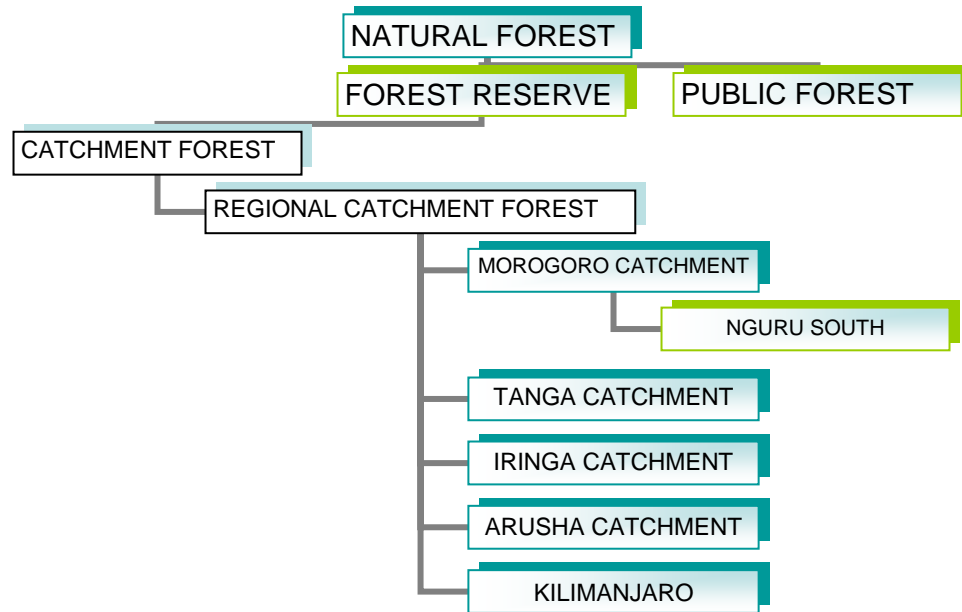 NATURAL FOREST
FOREST RESERVE
PUBLIC FOREST
CATCHMENT FOREST
REGIONAL CATCHMENT FOREST
MOROGORO CATCHMENT
NGURU SOUTH
TANGA CATCHMENT
IRINGA CATCHMENT
ARUSHA CATCHMENT
KILIMANJARO